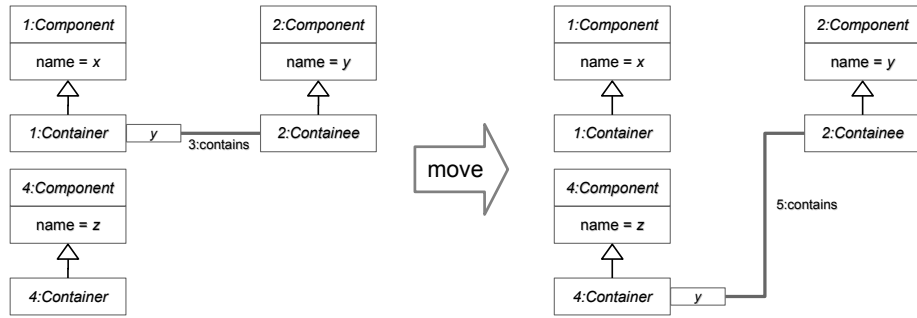 1:Component
name = x
2:Component
name = y
1:Container
y
3:contains
2:Containee
4:Component
name = z
4:Container
move
1:Component
name = x
2:Component
name = y
1:Container
2:Containee
4:Component
name = z
5:contains
4:Container
y